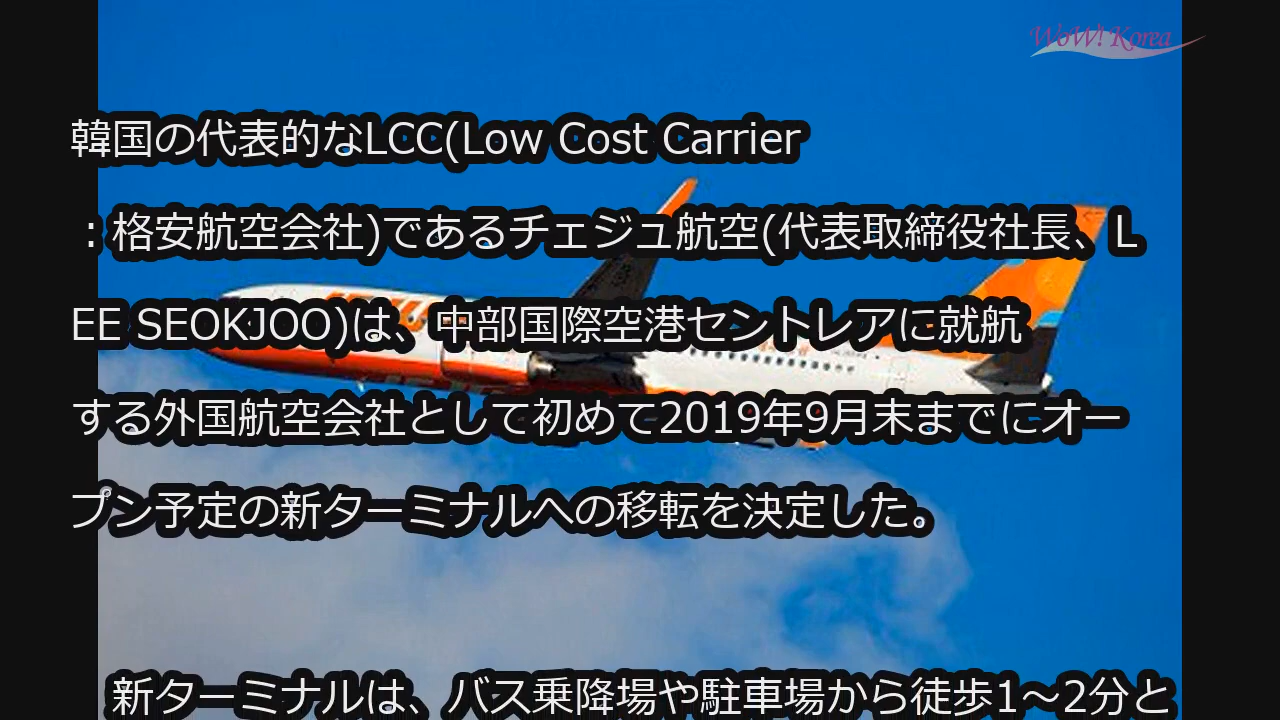 WoW! Korea
韓国の代表的なLCC(Low Cost Carrier
：格安航空会社)であるチェジュ航空(代表取締役社長、L
EE SEOKJOO)は、中部国際空港セントレアに就航
する外国航空会社として初めて2019年9月末までにオー
プン予定の新ターミナルへの移転を決定した。
新ターミナルは、バス乗降場や駐車場から徒歩1～2分と